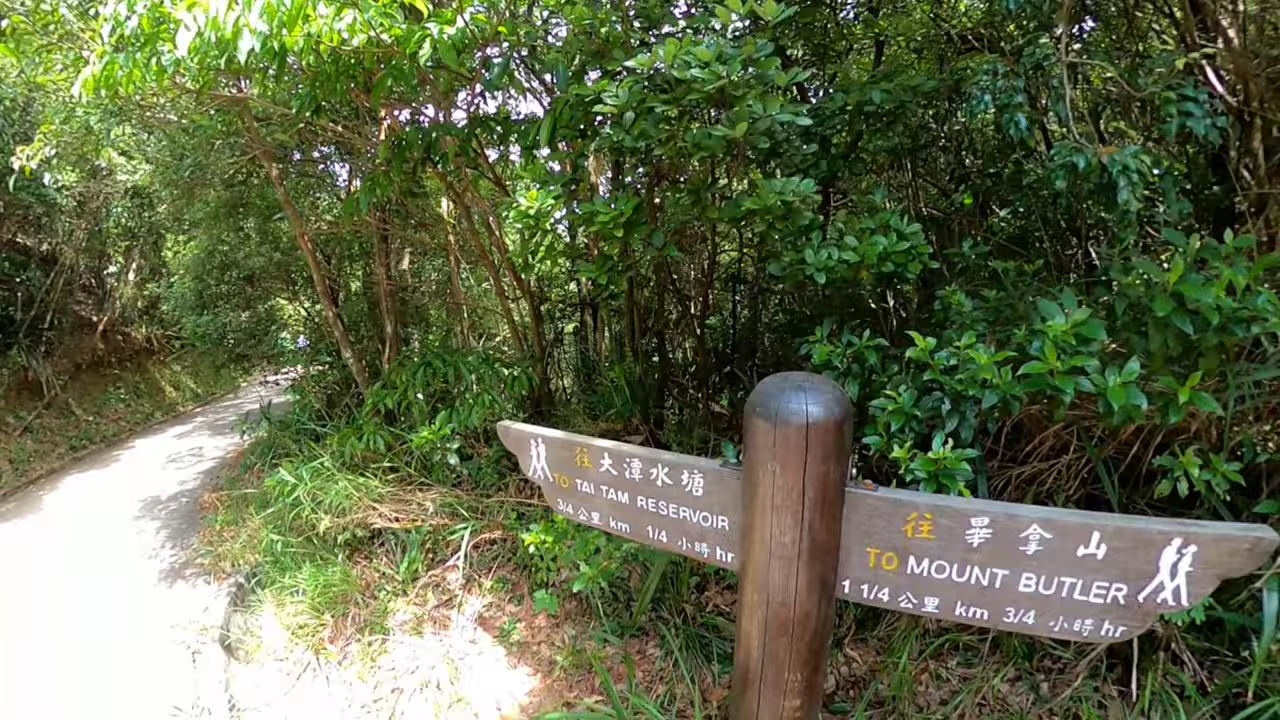 往大潭水塘
TO TAI TAM RESERVOIR
3/4 公里 km 1/4 小時 hr
往 畢拿山
TO MOUNT BUTLER
1 1/4 公里 km 3/4 小時 hr